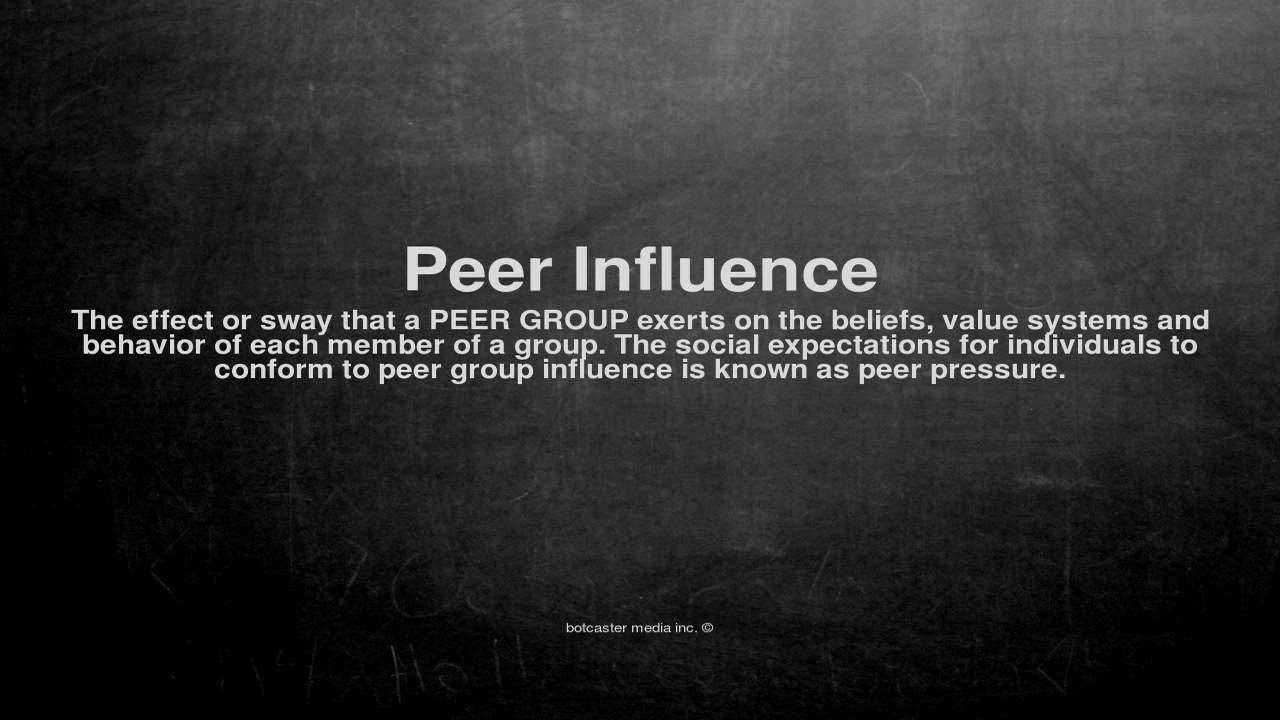 Peer Influence
The effect or sway that a PEER GROUP exerts on the beliefs, value systems and
behavior of each member of a group. The social expectations for individuals to
conform to peer group influence is known as peer pressure.
botcaster media inc. ©